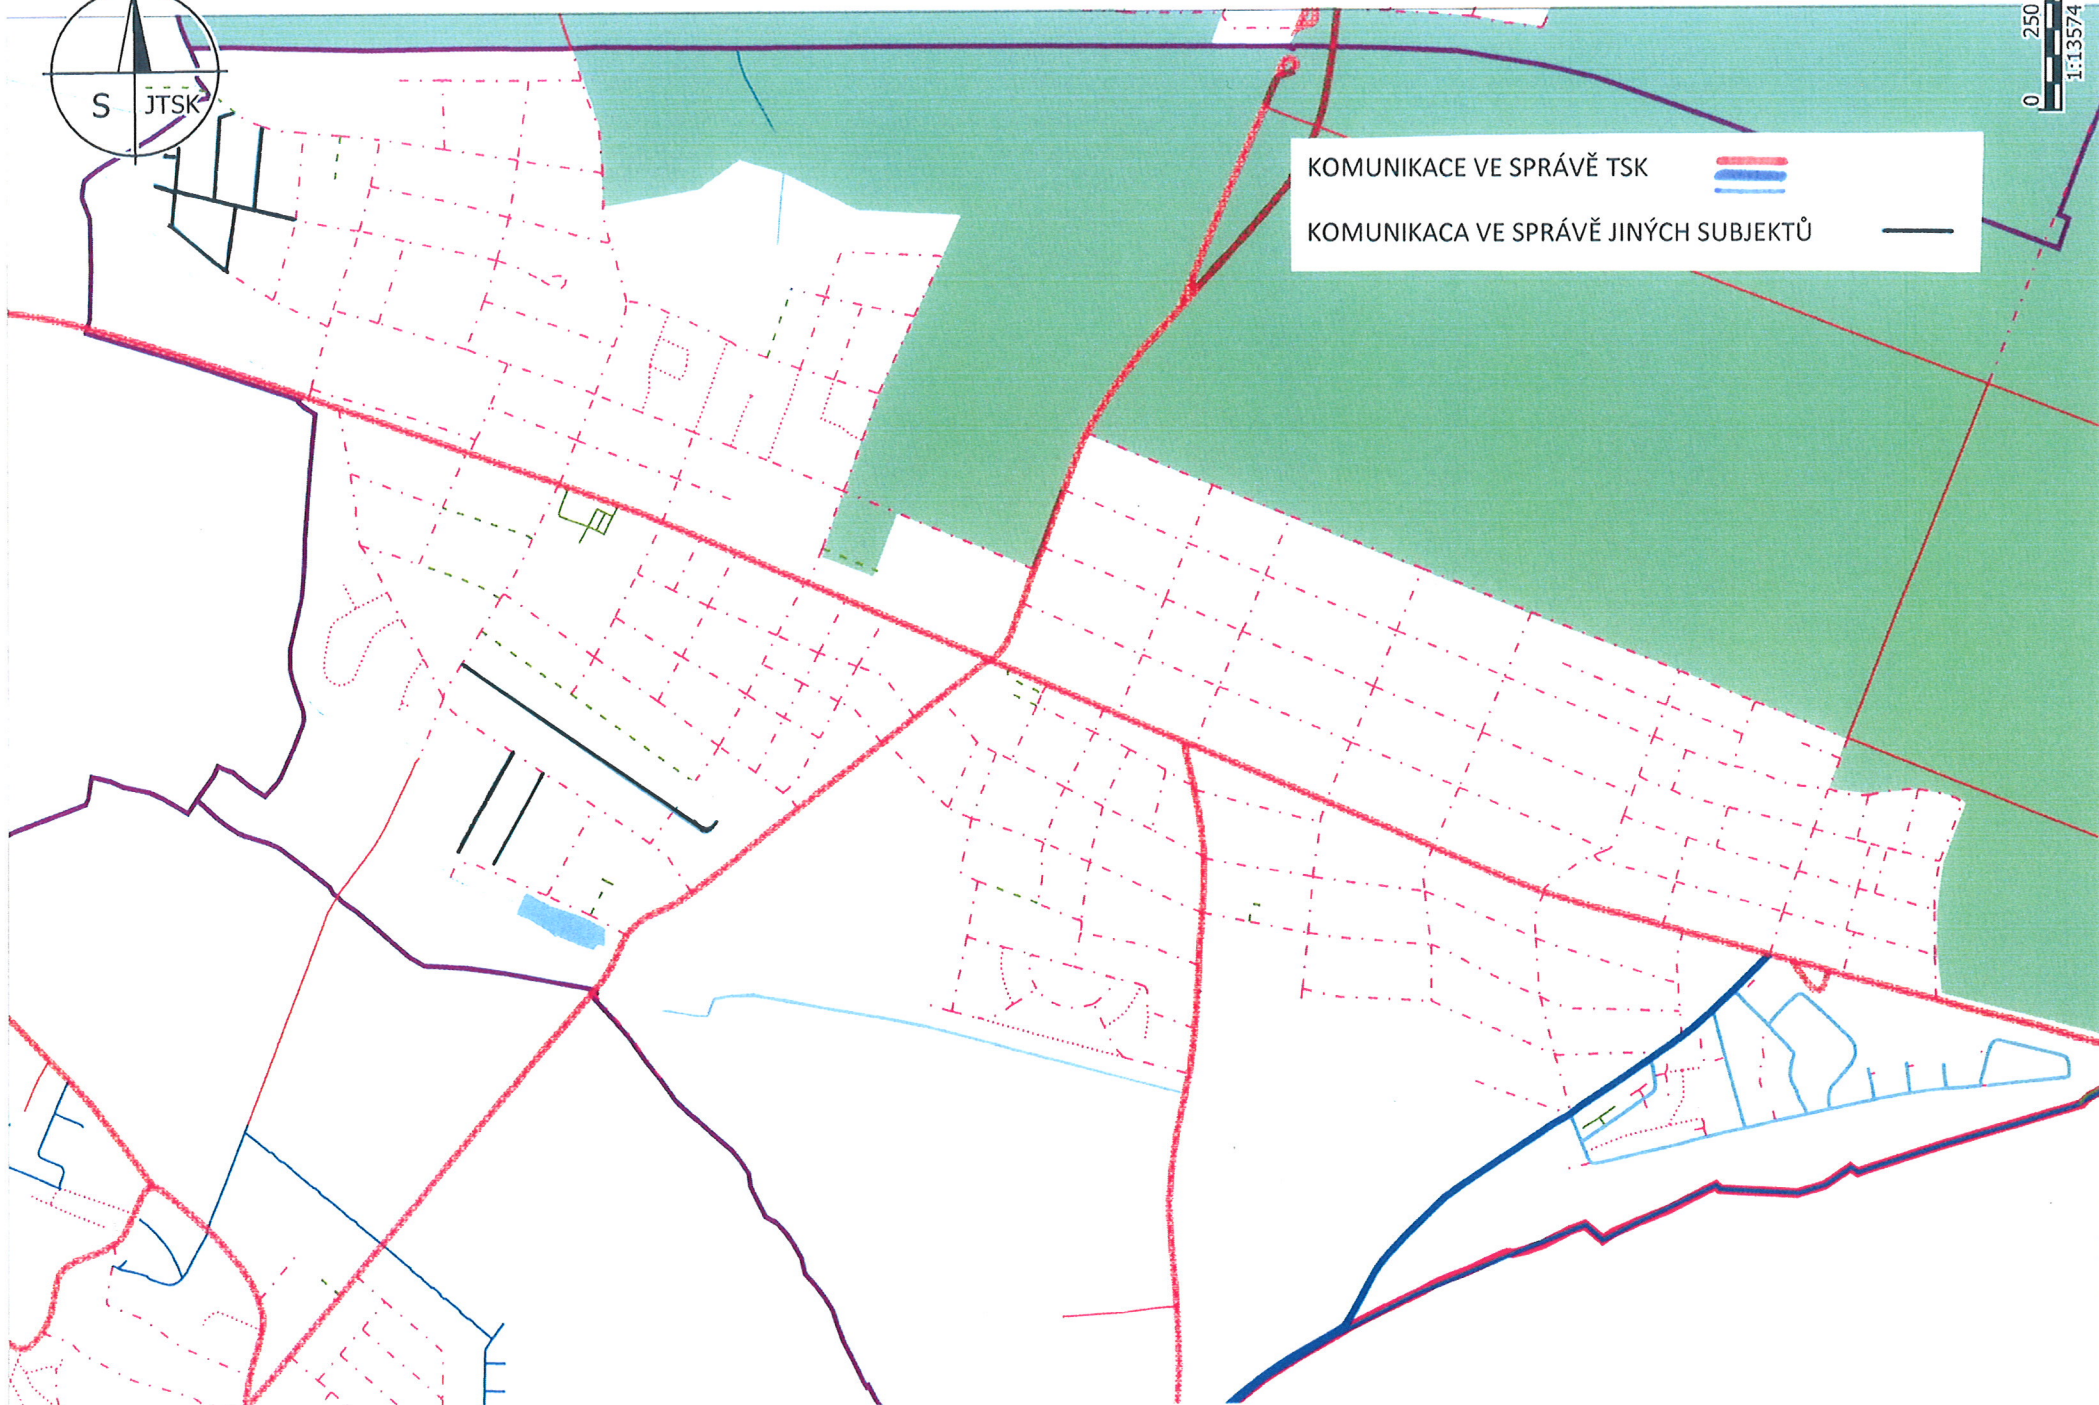 S JTSK
0 250
1:13574
KOMUNIKACE VE SPRÁVĚ TSK
KOMUNIKACA VE SPRÁVĚ JINÝCH SUBJEKTŮ